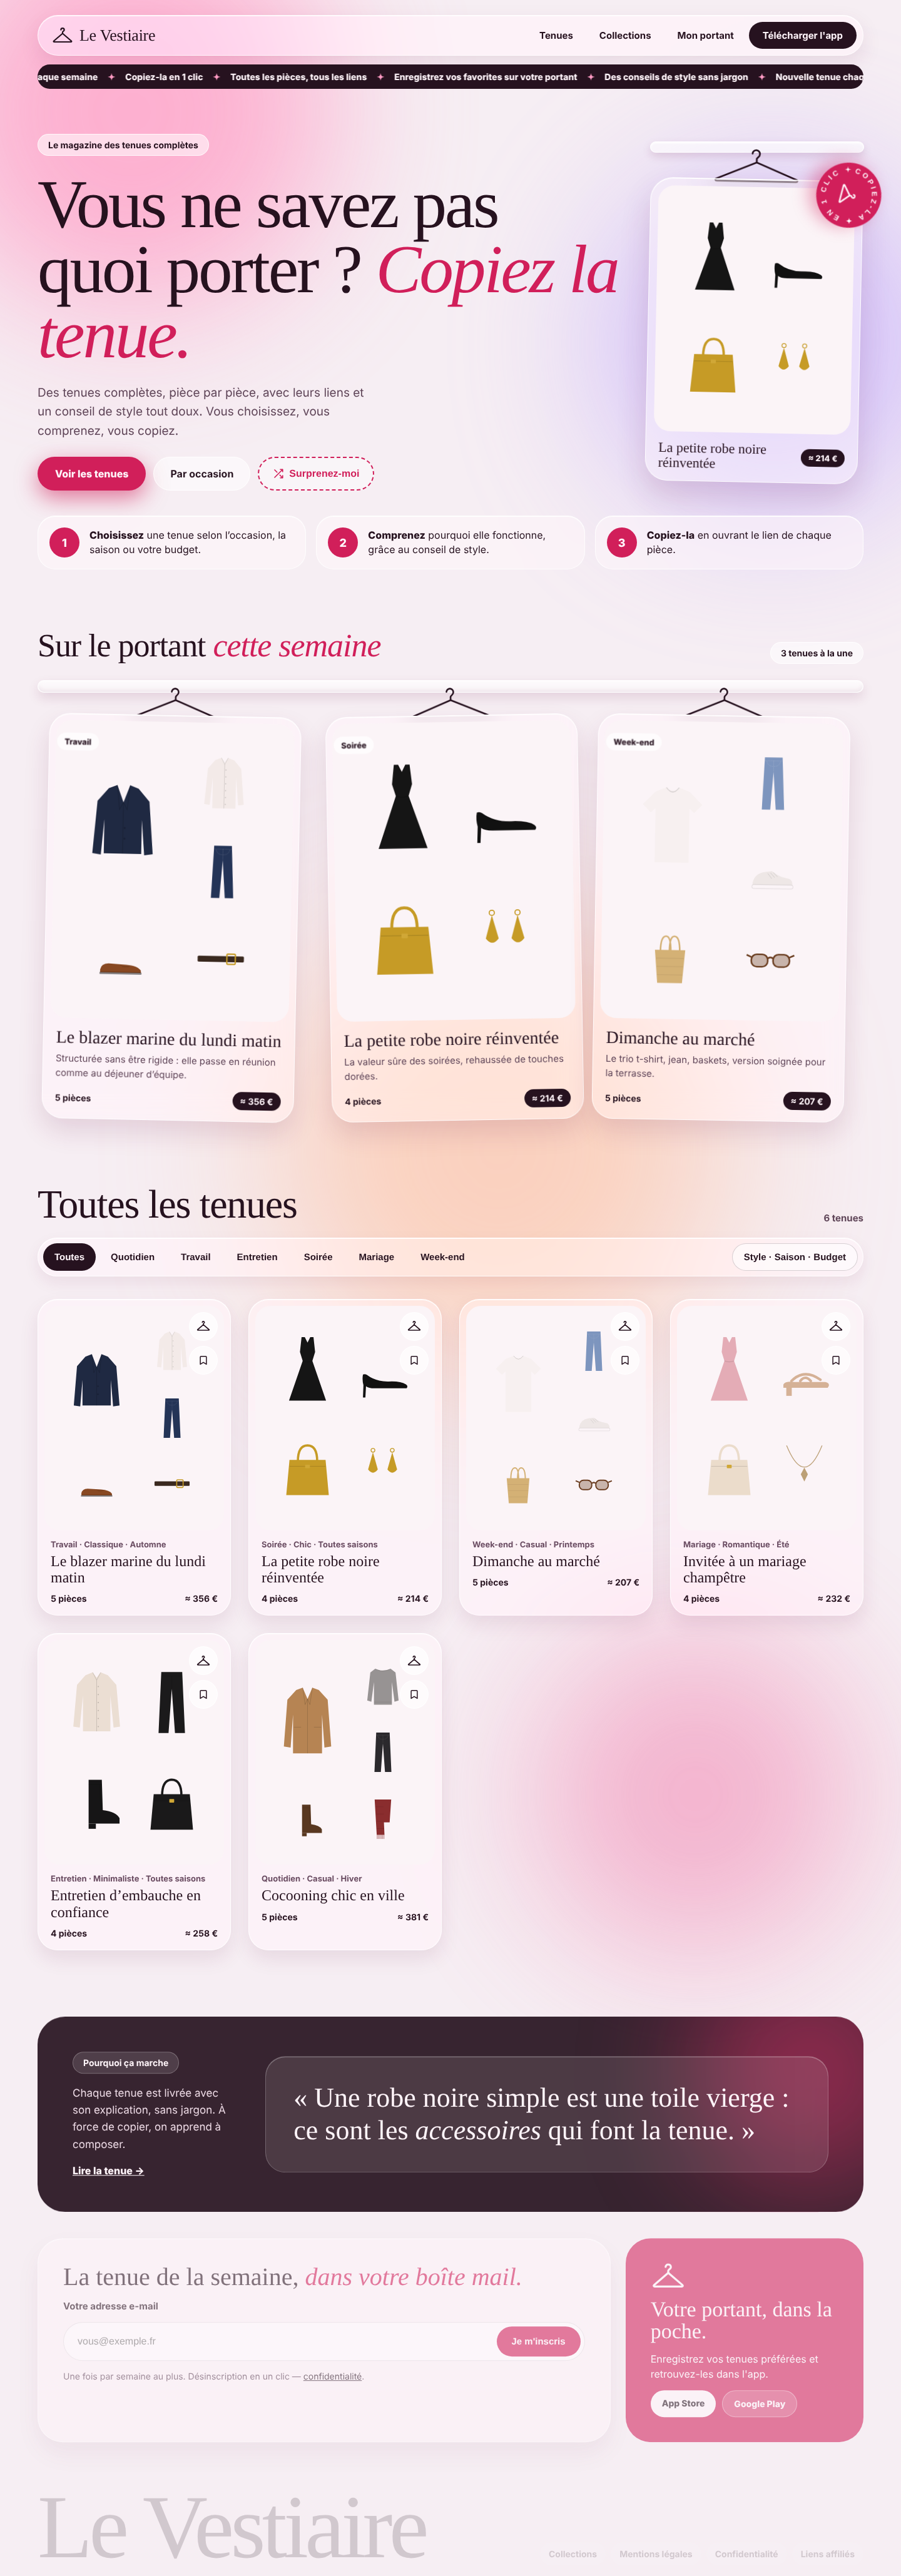 Le Vestiaire
Tenues
Collections
Mon portant
Télécharger l'app
aque semaine ✦ Copiez-la en 1 clic ✦ Toutes les pièces, tous les liens ✦ Enregistrez vos favorites sur votre portant ✦ Des conseils de style sans jargon ✦ Nouvelle tenue chaq
Le magazine des tenues complètes
Vous ne savez pas
quoi porter ? Copiez la
tenue.
Des tenues complètes, pièce par pièce, avec leurs liens et
un conseil de style tout doux. Vous choisissez, vous
comprenez, vous copiez.
Voir les tenues
Par occasion
Surprenez-moi
COPIEZ-LA ✦ EN 1 CLIC ✦
La petite robe noire
réinventée
≈ 214 €
1
Choisissez une tenue selon l’occasion, la
saison ou votre budget.
2
Comprenez pourquoi elle fonctionne,
grâce au conseil de style.
3
Copiez-la en ouvrant le lien de chaque
pièce.
Sur le portant cette semaine
3 tenues à la une
Travail
Le blazer marine du lundi matin
Structurée sans être rigide : elle passe en réunion
comme au déjeuner d’équipe.
5 pièces
≈ 356 €
Soirée
La petite robe noire réinventée
La valeur sûre des soirées, rehaussée de touches
dorées.
4 pièces
≈ 214 €
Week-end
Dimanche au marché
Le trio t-shirt, jean, baskets, version soignée pour
la terrasse.
5 pièces
≈ 207 €
Toutes les tenues
6 tenues
Toutes
Quotidien
Travail
Entretien
Soirée
Mariage
Week-end
Style · Saison · Budget
Travail · Classique · Automne
Le blazer marine du lundi
matin
5 pièces
≈ 356 €
Soirée · Chic · Toutes saisons
La petite robe noire
réinventée
4 pièces
≈ 214 €
Week-end · Casual · Printemps
Dimanche au marché
5 pièces
≈ 207 €
Mariage · Romantique · Été
Invitée à un mariage
champêtre
4 pièces
≈ 232 €
Entretien · Minimaliste · Toutes saisons
Entretien d’embauche en
confiance
4 pièces
≈ 258 €
Quotidien · Casual · Hiver
Cocooning chic en ville
5 pièces
≈ 381 €
Pourquoi ça marche
Chaque tenue est livrée avec
son explication, sans jargon. À
force de copier, on apprend à
composer.
Lire la tenue →
« Une robe noire simple est une toile vierge :
ce sont les accessoires qui font la tenue. »
La tenue de la semaine, dans votre boîte mail.
Votre adresse e-mail
vous@exemple.fr
Je m'inscris
Une fois par semaine au plus. Désinscription en un clic — confidentialité.
Votre portant, dans la
poche.
Enregistrez vos tenues préférées et
retrouvez-les dans l'app.
App Store
Google Play
Le Vestiaire
Collections
Mentions légales
Confidentialité
Liens affiliés